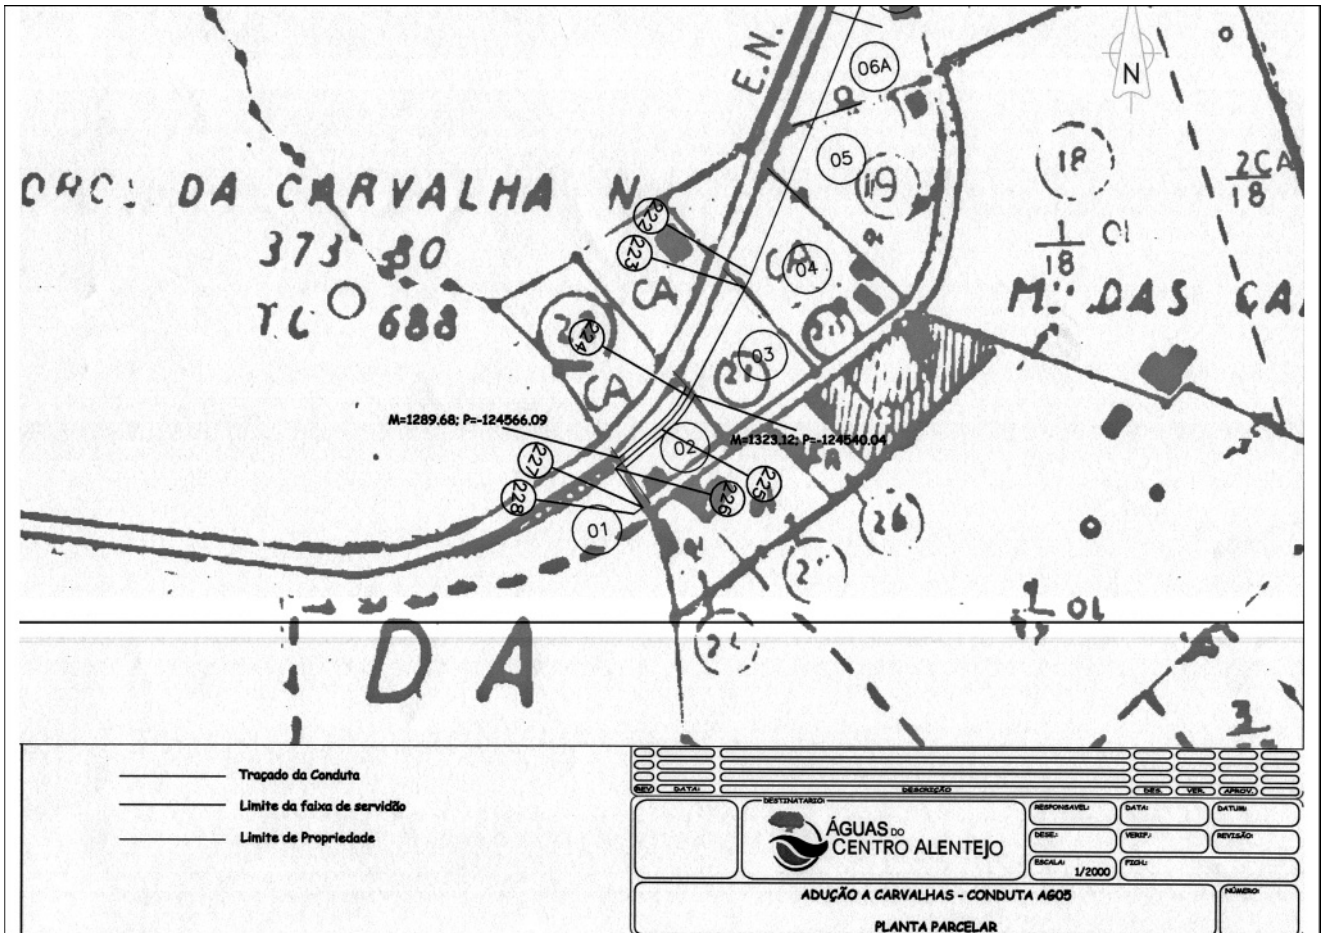 E.N.
06A
N
05
19
18
2CA
18
1
18
C1
DA CARVALHA N
222
223
373 80
CA
CA
04
TC 688
M.: DAS
224
03
CA
M=1289.68; P=-124566.09
M=1323.12; P=-124540.04
02
227
228
226
225
01
26
01
DA
Traçado da Conduta
Limite da faixa de servidão
Limite de Propriedade
REV
DATA:
DESCRIÇÃO
DES.
VER.
APROV.
DESTINATARIO:
ÁGUAS DO
CENTRO ALENTEJO
RESPONSAVEL:
DATA:
DATUM:
DESE.:
VERIF.:
REVISÃO:
ESCALA:
1/2000
FICH.:
ADUÇÃO A CARVALHAS - CONDUTA AG05
NÚMERO:
PLANTA PARCELAR